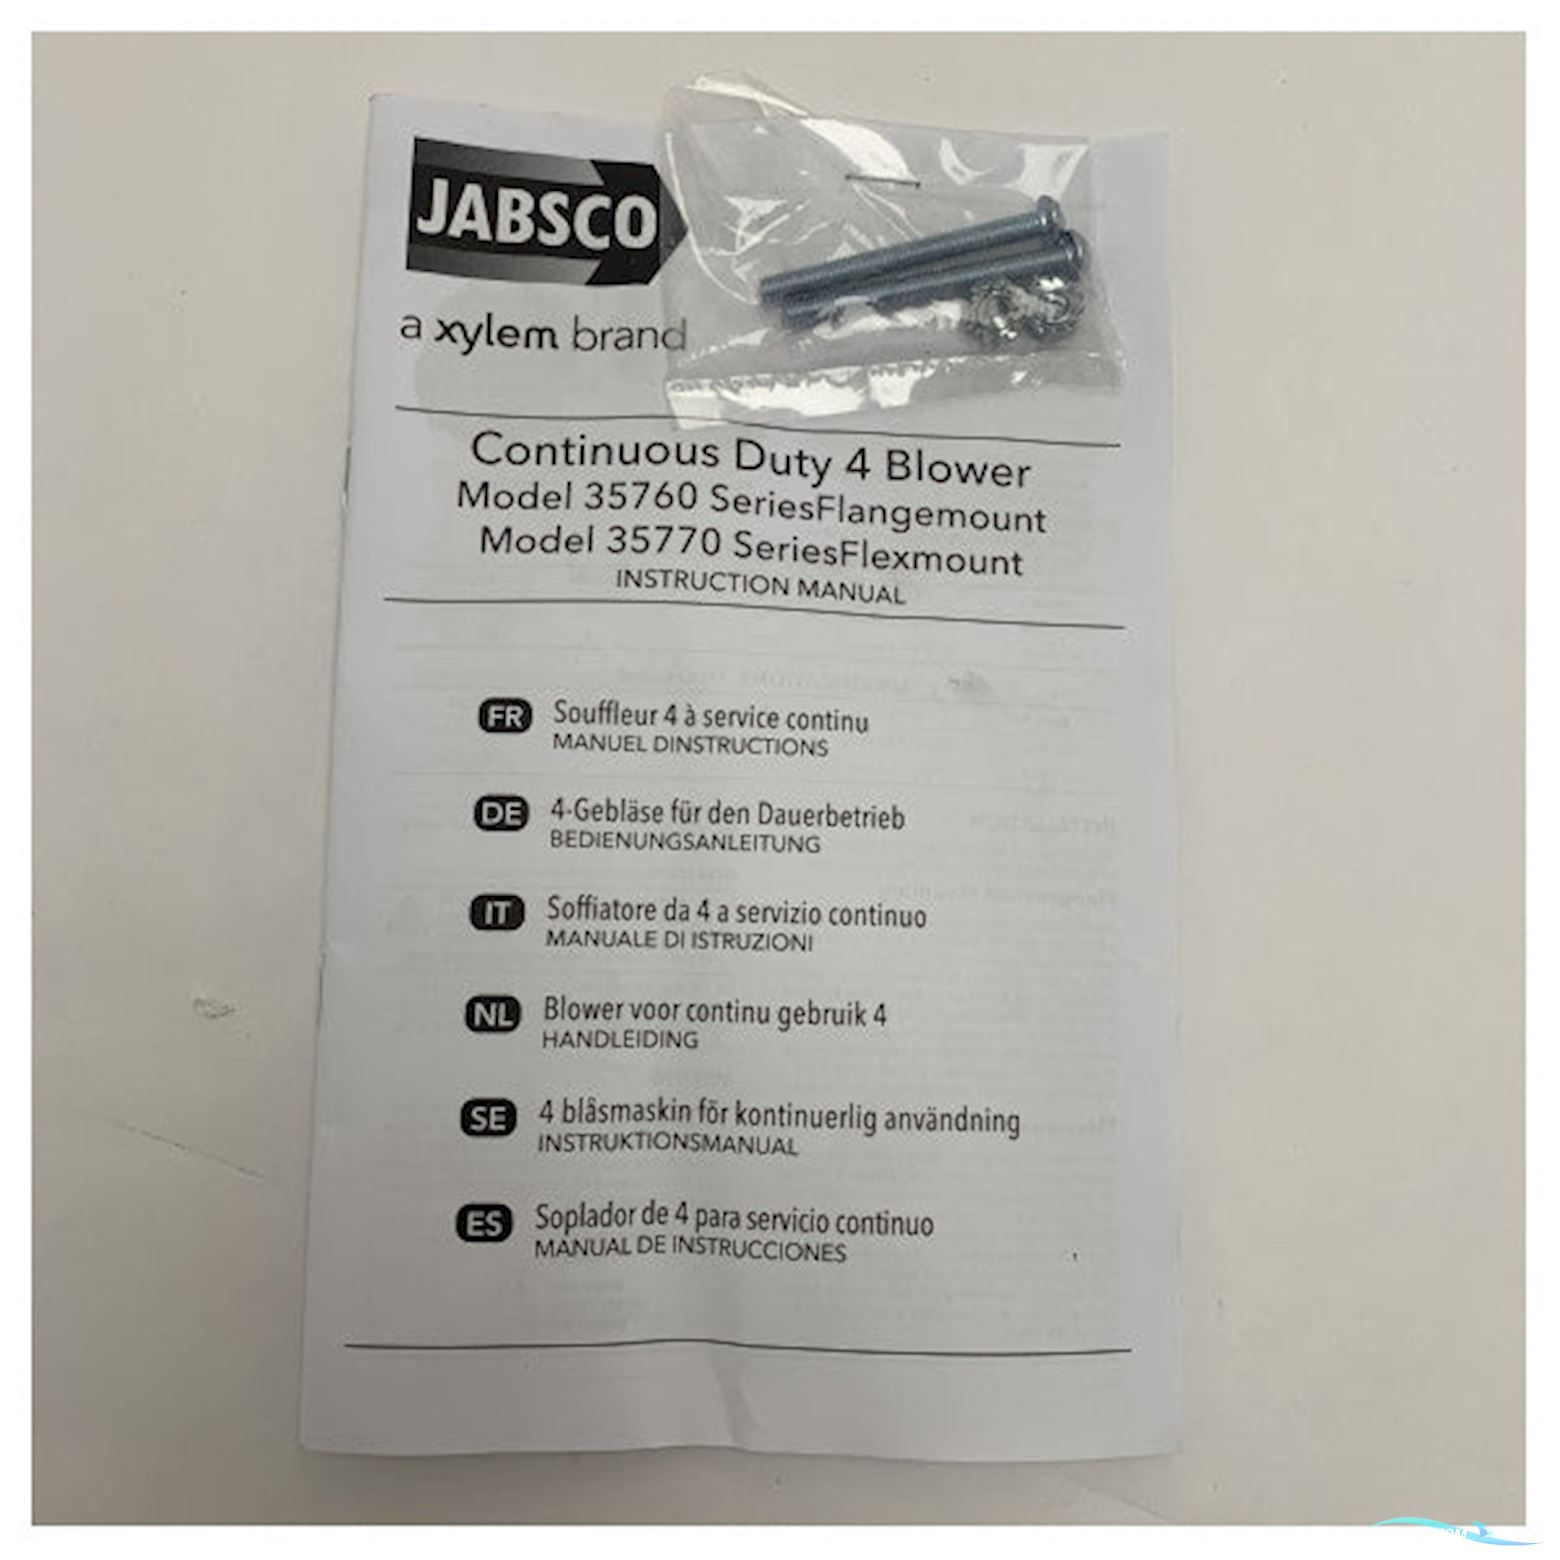 JABSCO
a xylem brand
Continuous Duty 4 Blower
Model 35760 SeriesFlangemount
Model 35770 SeriesFlexmount
INSTRUCTION MANUAL
FR Souffleur 4 à service continu
MANUEL DINSTRUCTIONS
DE 4-Gebläse für den Dauerbetrieb
BEDIENUNGSANLEITUNG
IT Soffiatore da 4 a servizio continuo
MANUALE DI ISTRUZIONI
NL Blower voor continu gebruik 4
HANDLEIDING
SE 4 blåsmaskin för kontinuerlig användning
INSTRUKTIONSMANUAL
ES Soplador de 4 para servicio continuo
MANUAL DE INSTRUCCIONES